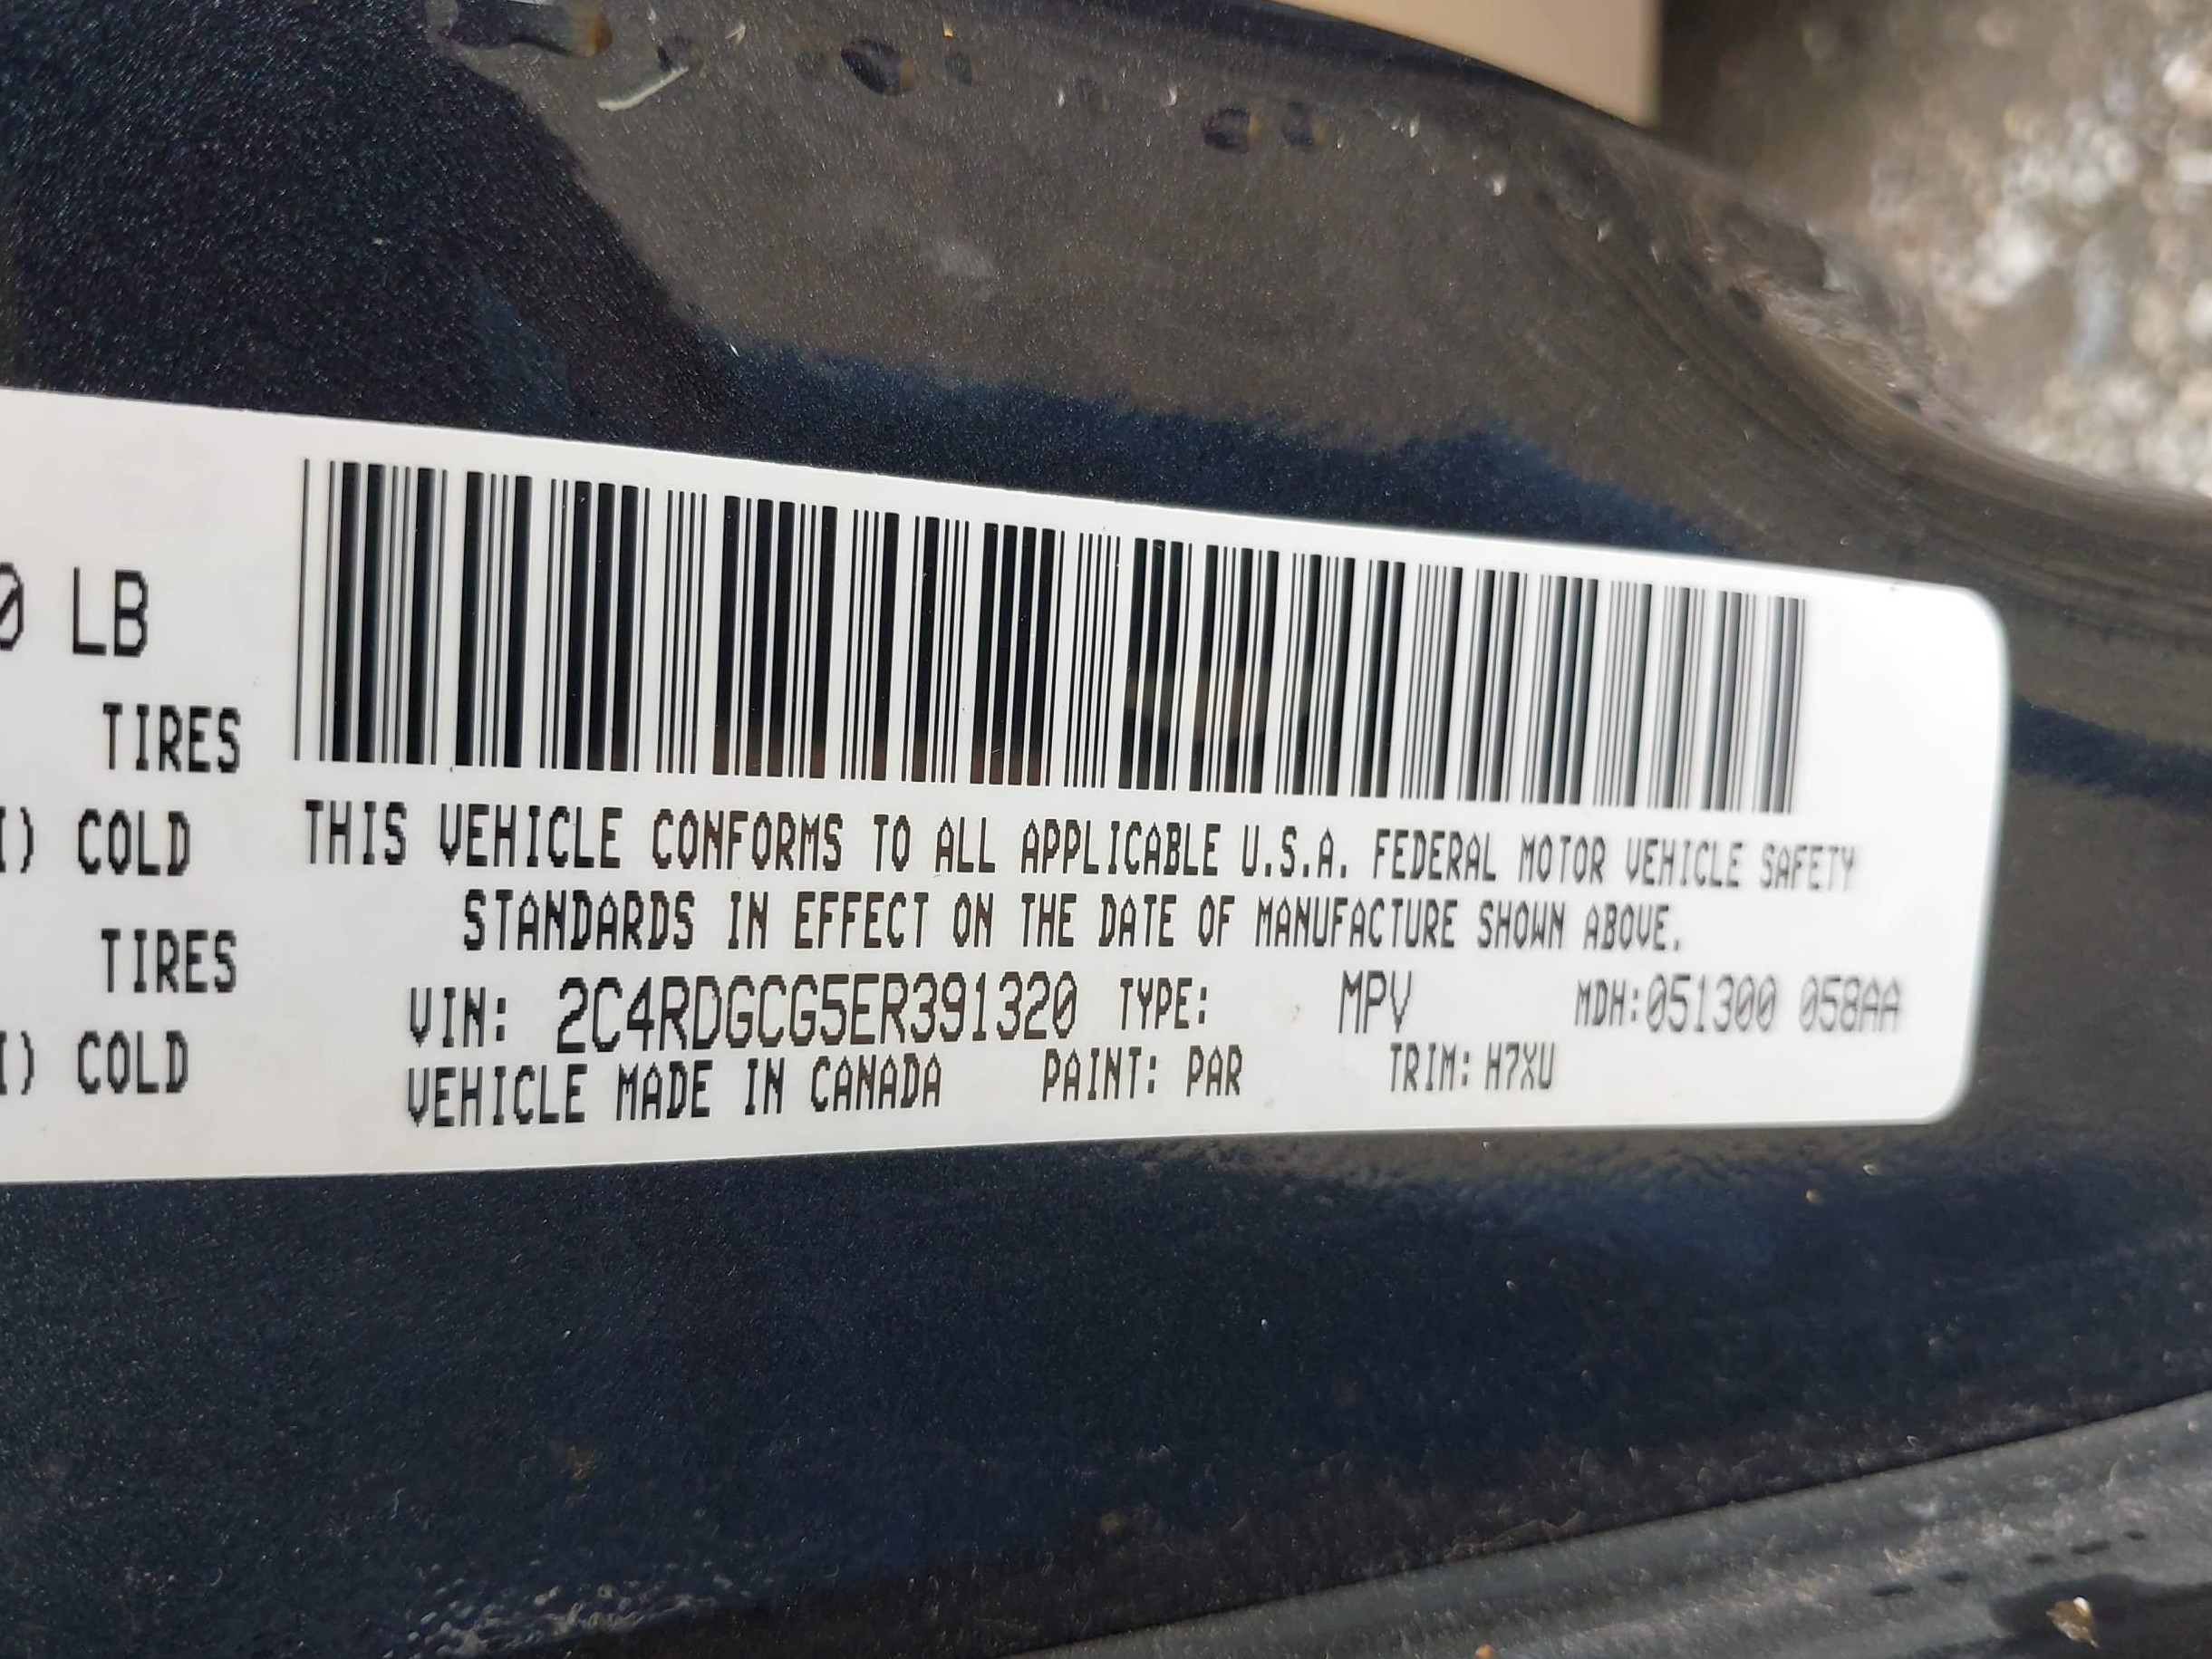 0 LB
TIRES
I) COLD
TIRES
I) COLD
THIS VEHICLE CONFORMS TO ALL APPLICABLE U.S.A. FEDERAL MOTOR VEHICLE SAFETY
STANDARDS IN EFFECT ON THE DATE OF MANUFACTURE SHOWN ABOVE.
VIN: 2C4RDGCG5ER391320 TYPE: MPV MDH:051300 058AA
VEHICLE MADE IN CANADA PAINT: PAR TRIM: H7XU